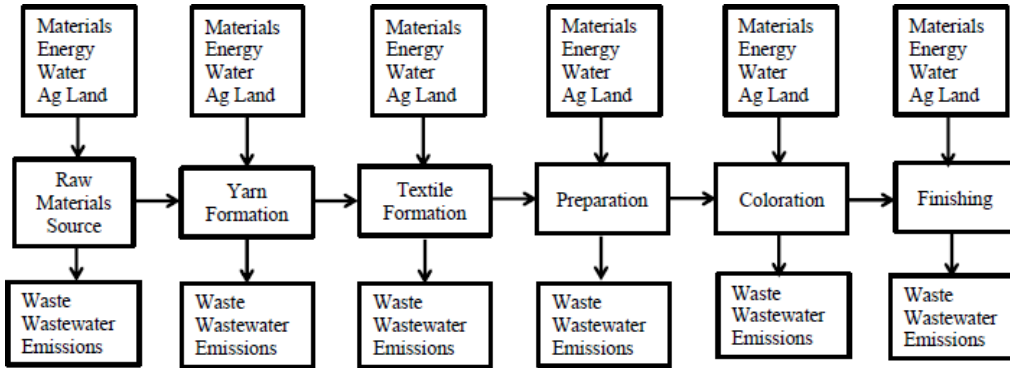 Materials
Energy
Water
Ag Land
Materials
Energy
Water
Ag Land
Materials
Energy
Water
Ag Land
Materials
Energy
Water
Ag Land
Materials
Energy
Water
Ag Land
Materials
Energy
Water
Ag Land
Raw
Materials
Source
Yarn
Formation
Textile
Formation
Preparation
Coloration
Finishing
Waste
Wastewater
Emissions
Waste
Wastewater
Emissions
Waste
Wastewater
Emissions
Waste
Wastewater
Emissions
Waste
Wastewater
Emissions
Waste
Wastewater
Emissions